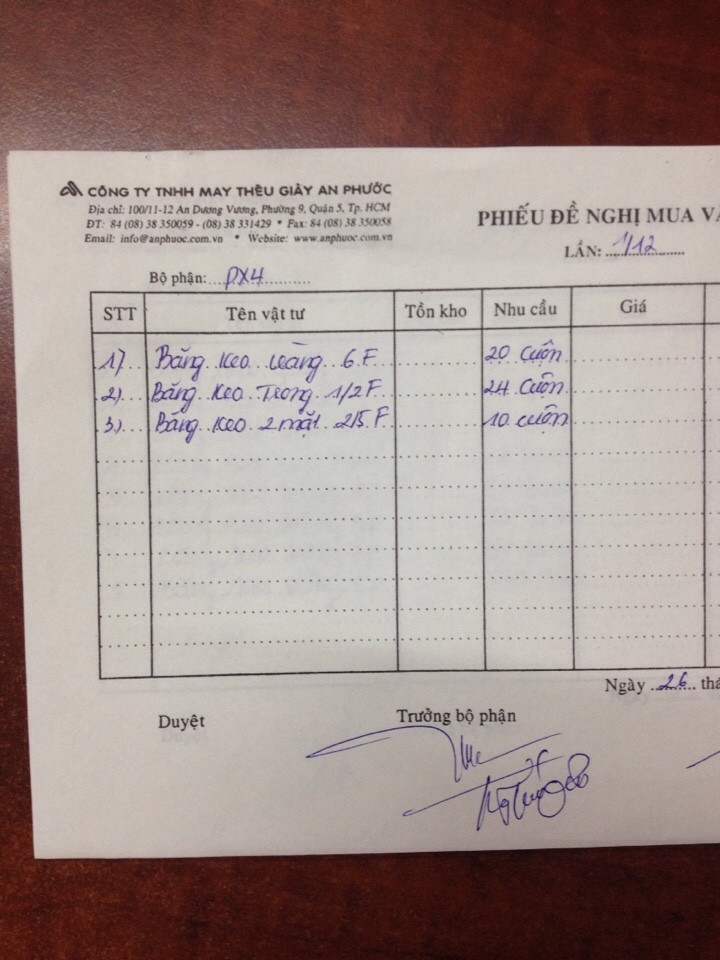 CÔNG TY TNHH MAY THÊU GIÀY AN PHƯỚC
Địa chỉ: 100/11-12 An Dương Vương, Phường 9, Quận 5, Tp. HCM
ĐT: 84 (08) 38 350059 - (08) 38 331429 * Fax: 84 (08) 38 350058
Email: info@anphuoc.com.vn * Website: www.anphuoc.com.vn
PHIẾU ĐỀ NGHỊ MUA
LẦN: 1/12
Bộ phận: PX4
STT Tên vật tư Tồn kho Nhu cầu Giá
1) Băng keo 6 F 20 cuộn
2) Băng keo trong 1/2 F 24 cuộn
3) Băng keo 2 mặt 2/5 F 10 cuộn
Ngày 26
Duyệt Trưởng bộ phận